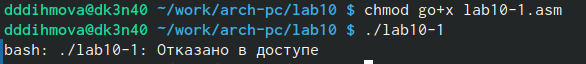 dddihmova@dk3n40 ~/work/arch-pc/lab10 $ chmod go+x lab10-1.asm
dddihmova@dk3n40 ~/work/arch-pc/lab10 $ ./lab10-1
bash: ./lab10-1: Отказано в доступе